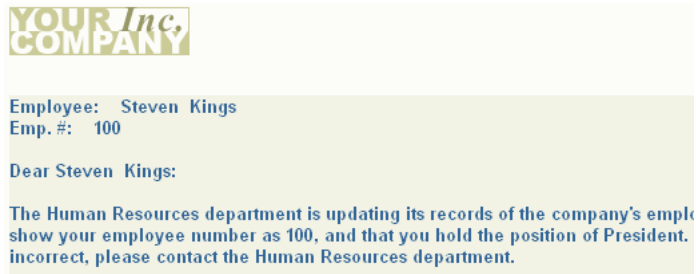 YOUR Inc,
COMPANY
Employee: Steven Kings
Emp. #: 100
Dear Steven Kings:
The Human Resources department is updating its records of the company's
show your employee number as 100, and that you hold the position of President.
incorrect, please contact the Human Resources department.